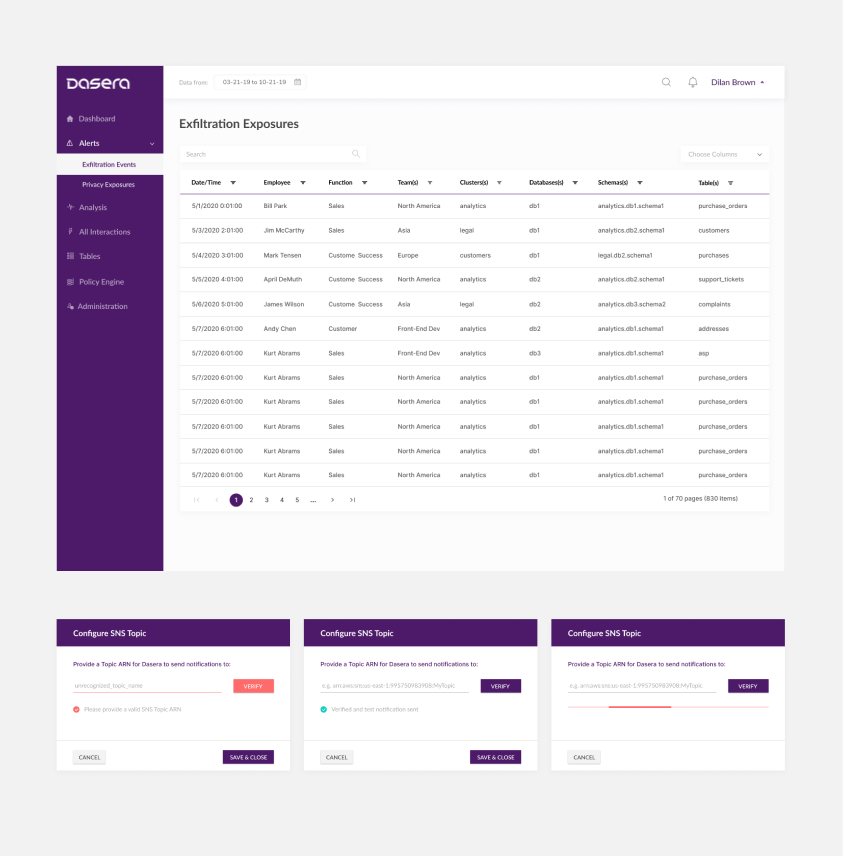 Dasera
Data from: 03-21-19 to 10-21-19
Dilan Brown
Dashboard
Alerts
Exfiltration Events
Privacy Exposures
Analysis
All Interactions
Tables
Policy Engine
Administration
Exfiltration Exposures
Search
Choose Columns
Date/Time Employee Function Team(s) Clusters(s) Databases(s) Schemas(s) Table(s)
5/1/2020 0:01:00 Bill Park Sales North America analytics db1 analytics.db1.schema1 purchase_orders
5/3/2020 2:01:00 Jim McCarthy Sales Asia legal db1 analytics.db2.schema1 customers
5/4/2020 3:01:00 Mark Tensen Custome Success Europe customers db1 legal.db2.schema1 purchases
5/5/2020 4:01:00 April DeMuth Custome Success North America analytics db2 analytics.db2.schema1 support_tickets
5/6/2020 5:01:00 James Wilson Custome Success Asia legal db2 analytics.db3.schema2 complaints
5/7/2020 6:01:00 Andy Chen Customer Front-End Dev analytics db2 analytics.db1.schema1 addresses
5/7/2020 6:01:00 Kurt Abrams Sales Front-End Dev analytics db3 analytics.db1.schema1 asp
5/7/2020 6:01:00 Kurt Abrams Sales North America analytics db1 analytics.db1.schema1 purchase_orders
5/7/2020 6:01:00 Kurt Abrams Sales North America analytics db1 analytics.db1.schema1 purchase_orders
5/7/2020 6:01:00 Kurt Abrams Sales North America analytics db1 analytics.db1.schema1 purchase_orders
5/7/2020 6:01:00 Kurt Abrams Sales North America analytics db1 analytics.db1.schema1 purchase_orders
5/7/2020 6:01:00 Kurt Abrams Sales North America analytics db1 analytics.db1.schema1 purchase_orders
1 2 3 4 5 ...
1 of 70 pages (830 items)
Configure SNS Topic
Provide a Topic ARN for Dasera to send notifications to:
unrecognized_topic_name
VERIFY
Please provide a valid SNS Topic ARN
CANCEL
SAVE & CLOSE
Configure SNS Topic
Provide a Topic ARN for Dasera to send notifications to:
e.g. arn:aws:sns:us-east-1:995750983908:MyTopic
VERIFY
Verified and test notification sent
CANCEL
SAVE & CLOSE
Configure SNS Topic
Provide a Topic ARN for Dasera to send notifications to:
e.g. arn:aws:sns:us-east-1:995750983908:MyTopic
VERIFY
CANCEL